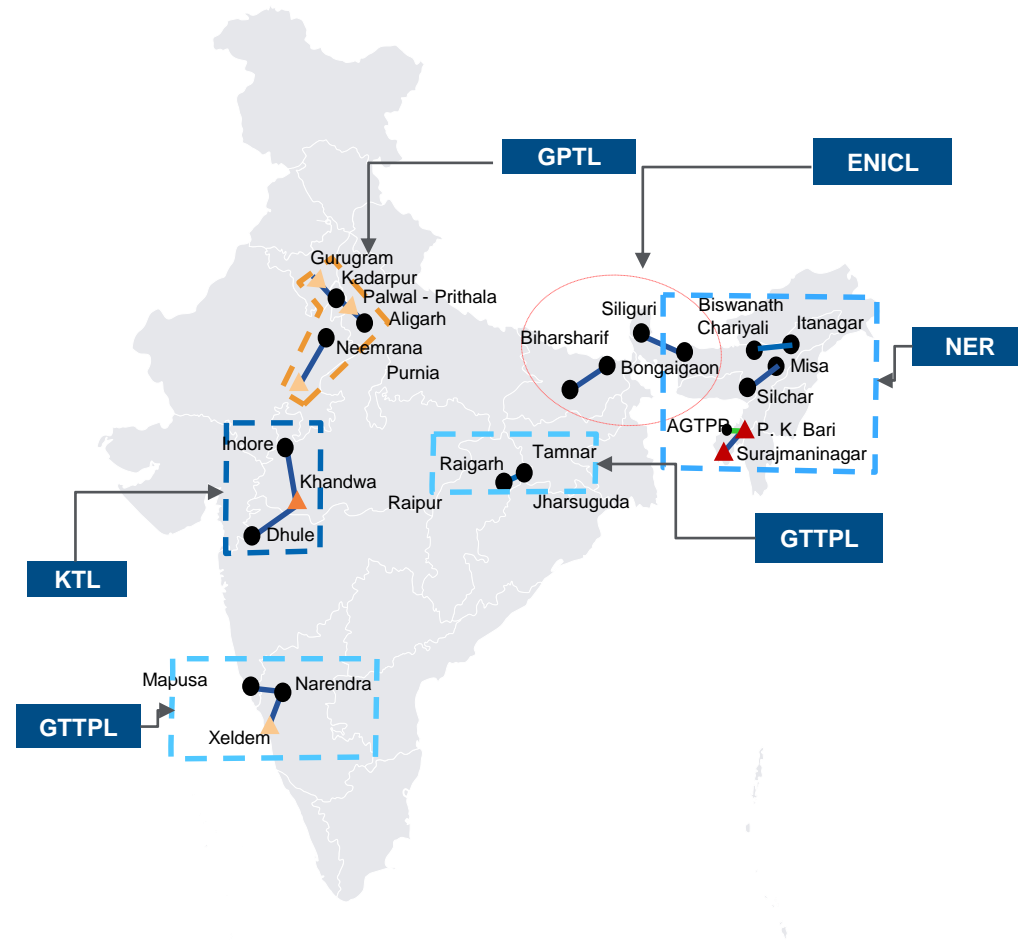 GPTL
ENICL
Gurugram
Kadarpur
Palwal - Prithala
Aligarh
Neemrana
Purnia
Siliguri
Biharsharif
Bongaigaon
Biswanath
Chariyali
Itanagar
Misa
Silchar
NER
AGTPP
P. K. Bari
Surajmaninagar
Indore
Khandwa
Dhule
KTL
Tamnar
Raigarh
Raipur
Jharsuguda
GTTPL
Mapusa
Narendra
Xeldem
GTTPL